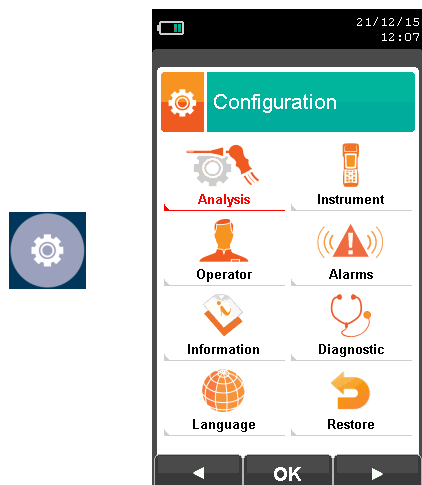 21/12/15
12:07
Configuration
Analysis Instrument
Operator Alarms
Information Diagnostic
Language Restore
OK